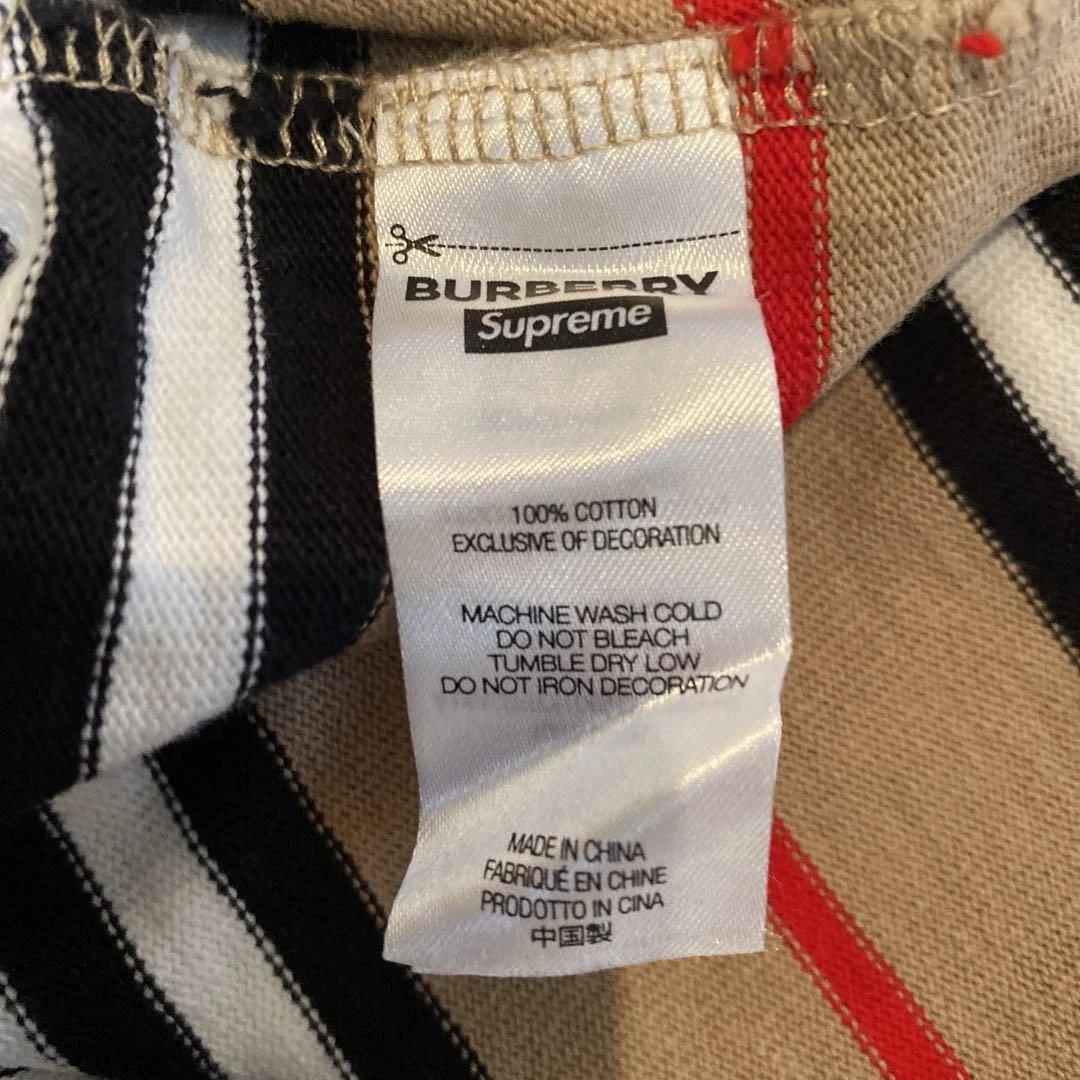 BURBERRY
Supreme
100% COTTON
EXCLUSIVE OF DECORATION
MACHINE WASH COLD
DO NOT BLEACH
TUMBLE DRY LOW
DO NOT IRON DECORATION
MADE IN CHINA
FABRIQUÉ EN CHINE
PRODOTTO IN CINA
中国製